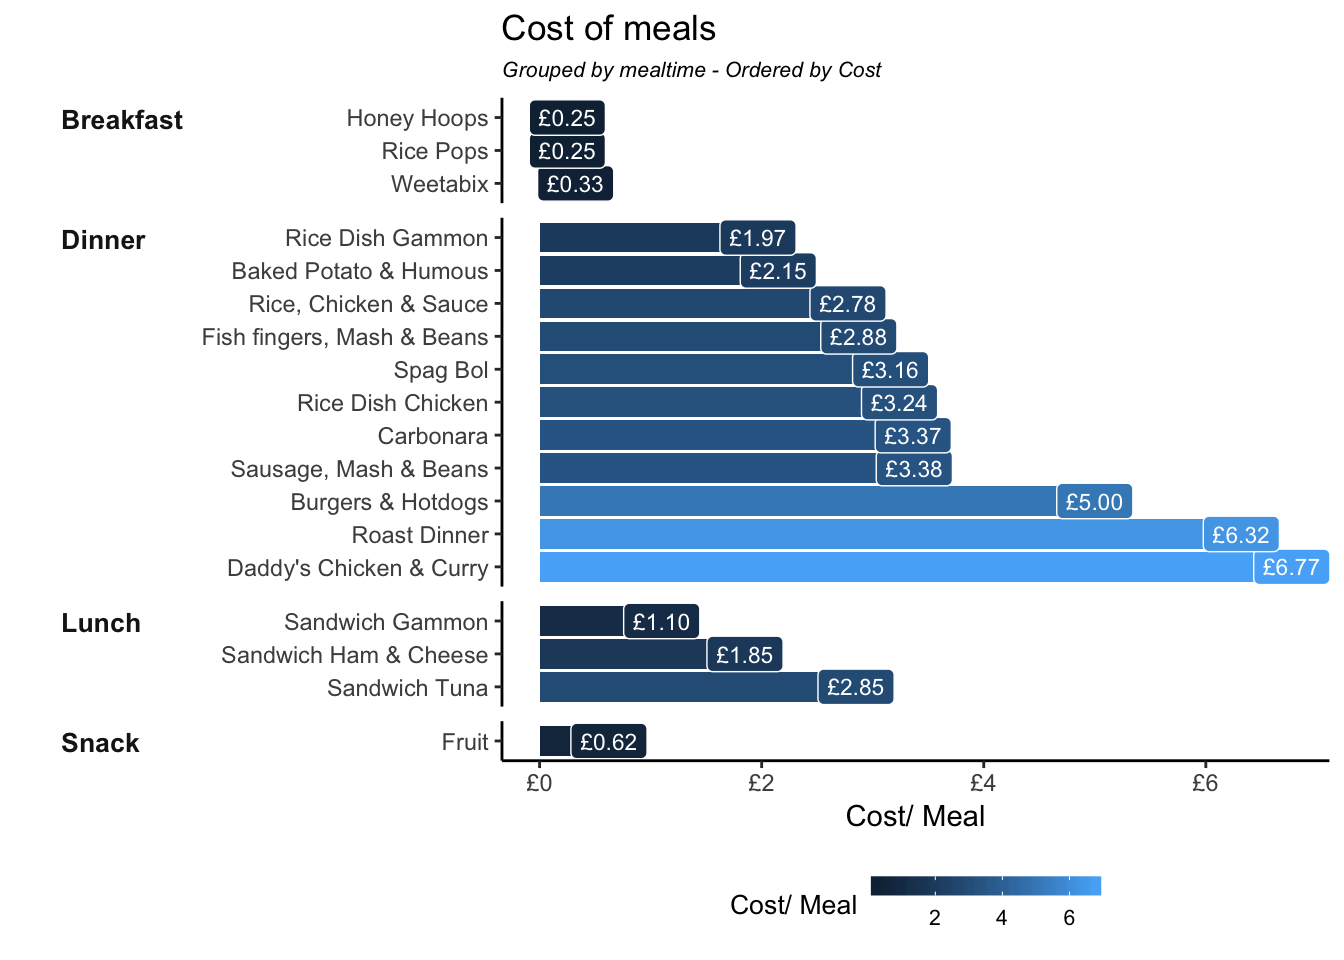 Cost of meals
Grouped by mealtime - Ordered by Cost
Breakfast
Honey Hoops £0.25
Rice Pops £0.25
Weetabix £0.33
Dinner
Rice Dish Gammon £1.97
Baked Potato & Humous £2.15
Rice, Chicken & Sauce £2.78
Fish fingers, Mash & Beans £2.88
Spag Bol £3.16
Rice Dish Chicken £3.24
Carbonara £3.37
Sausage, Mash & Beans £3.38
Burgers & Hotdogs £5.00
Roast Dinner £6.32
Daddy's Chicken & Curry £6.77
Lunch
Sandwich Gammon £1.10
Sandwich Ham & Cheese £1.85
Sandwich Tuna £2.85
Snack
Fruit £0.62
£0 £2 £4 £6
Cost/ Meal
Cost/ Meal
2 4 6